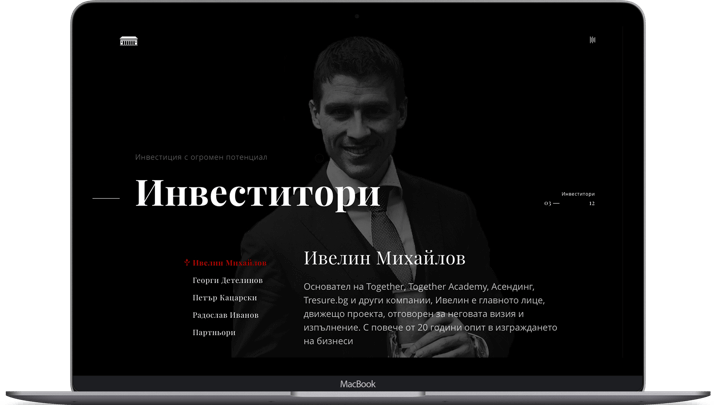 Инвестиция с огромен потенциал
Инвеститори
Инвеститори
03 — 12
Ивелин Михайлов
Георги Детелинов
Петър Кацарски
Радослав Иванов
Партньори
Ивелин Михайлов
Основател на Together, Together Academy, Асендинг,
Tresure.bg и други компании, Ивелин е главното лице,
движещо проекта, отговорен за неговата визия и
изпълнение. С повече от 20 години опит в изграждането
на бизнеси
MacBook